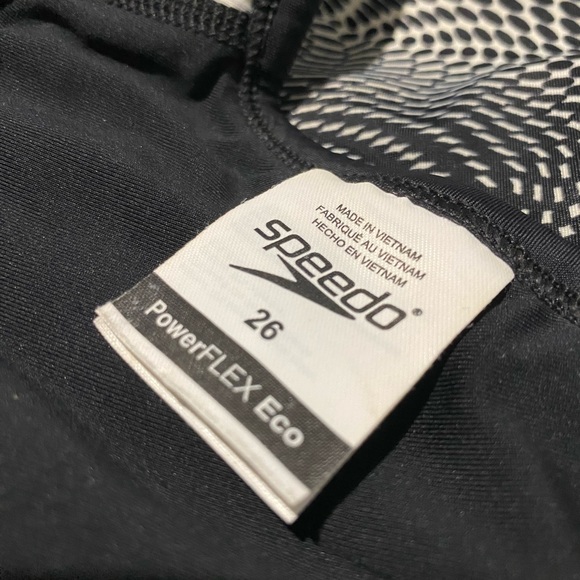 MADE IN VIETNAM
FABRIQUÉ AU VIETNAM
HECHO EN VIETNAM
speedo®
26
PowerFLEX Eco